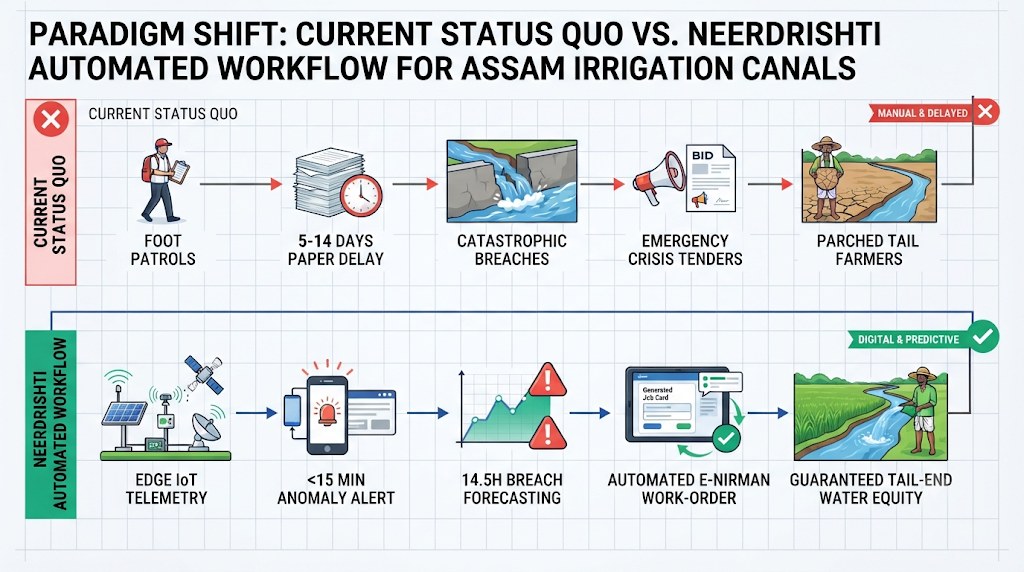 PARADIGM SHIFT: CURRENT STATUS QUO VS. NEERDRISHTI
AUTOMATED WORKFLOW FOR ASSAM IRRIGATION CANALS
CURRENT
STATUS QUO
CURRENT STATUS QUO
MANUAL & DELAYED
BID
FOOT
PATROLS
5-14 DAYS
PAPER DELAY
CATASTROPHIC
BREACHES
EMERGENCY
CRISIS TENDERS
PARCHED TAIL
FARMERS
NEERDRISHTI
AUTOMATED WORKFLOW
DIGITAL & PREDICTIVE
Generated
Job Card
EDGE IoT
TELEMETRY
<15 MIN
ANOMALY ALERT
14.5H BREACH
FORECASTING
AUTOMATED E-NIRMAN
WORK-ORDER
GUARANTEED TAIL-END
WATER EQUITY